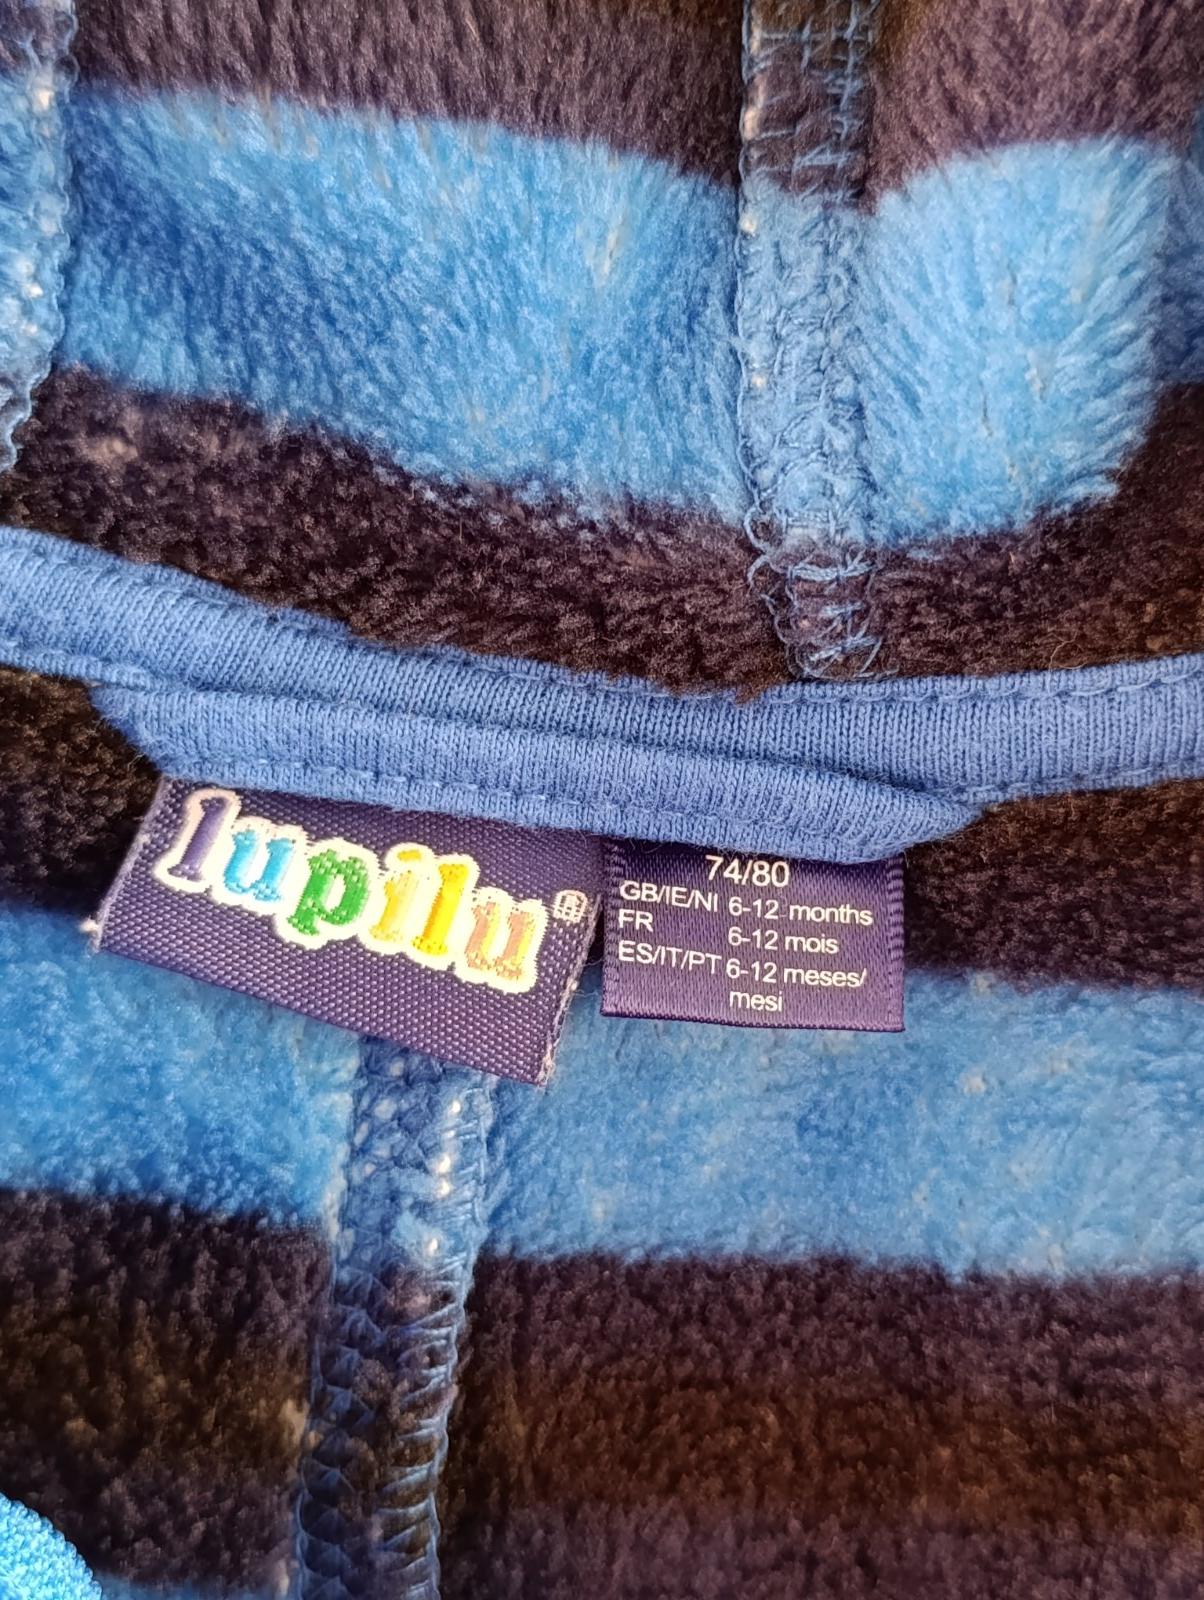 lupilu®
74/80
GB/IE/NI 6-12 months
FR 6-12 mois
ES/IT/PT 6-12 meses/
mesi